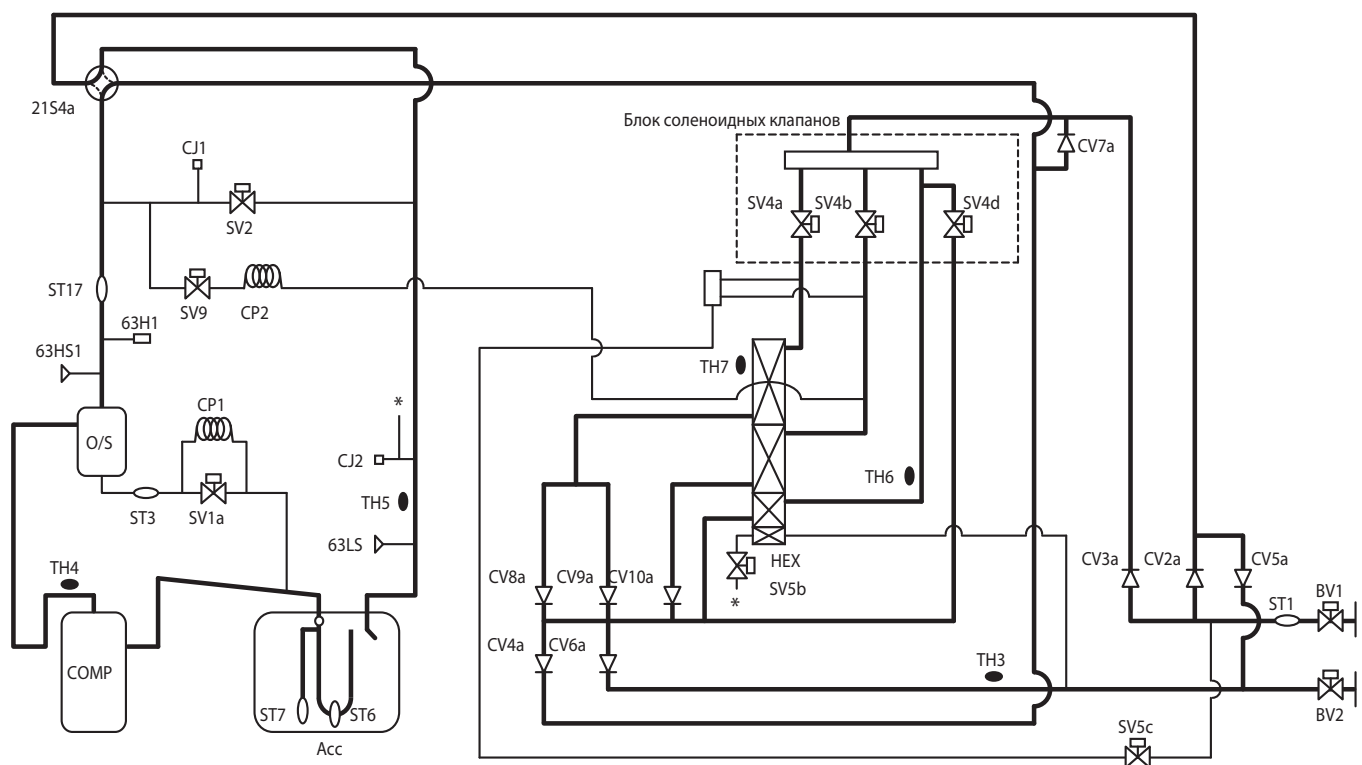 21S4a
Блок соленоидных клапанов
CJ1
CV7a
SV4a
SV4b
SV4d
SV2
ST17
SV9
CP2
63H1
63HS1
TH7
CP1
*
O/S
CJ2
TH6
TH5
ST3
SV1a
63LS
HEX
TH4
CV8a
CV9a
CV10a
SV5b
*
CV3a
CV2a
CV5a
BV1
ST1
CV4a
CV6a
COMP
TH3
ST7
ST6
BV2
Acc
SV5c